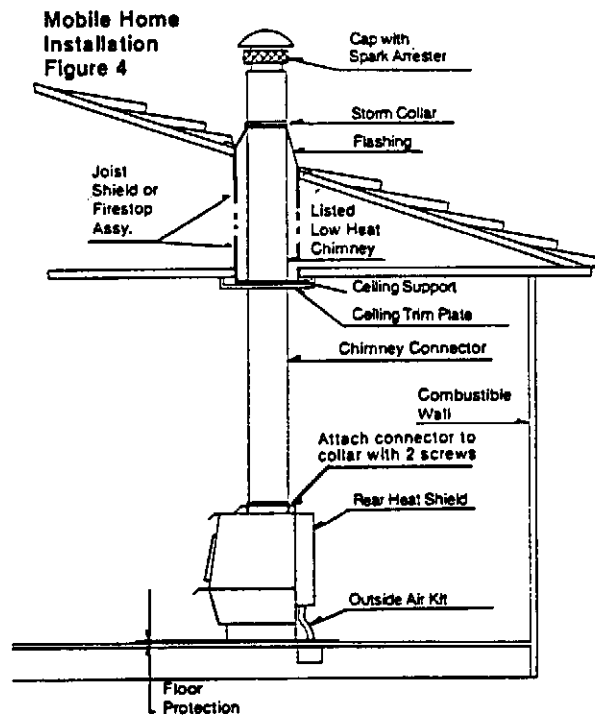 Mobile Home
Installation
Figure 4
Cap with
Spark Arrester
Storm Collar
Flashing
Joist
Shield or
Firestop
Assy.
Listed
Low Heat
Chimney
Ceiling Support
Ceiling Trim Plate
Chimney Connector
Combustible
Wall
Attach connector to
collar with 2 screws
Rear Heat Shield
Outside Air Kit
Floor
Protection